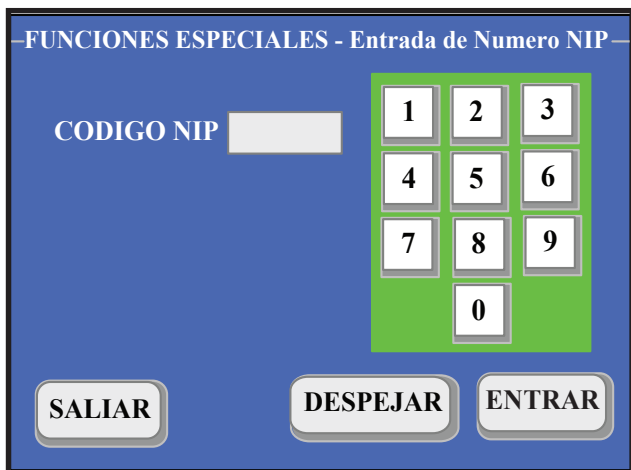 FUNCIONES ESPECIALES - Entrada de Numero NIP
CODIGO NIP
1 2 3
4 5 6
7 8 9
0
SALIAR DESPEJAR ENTRAR